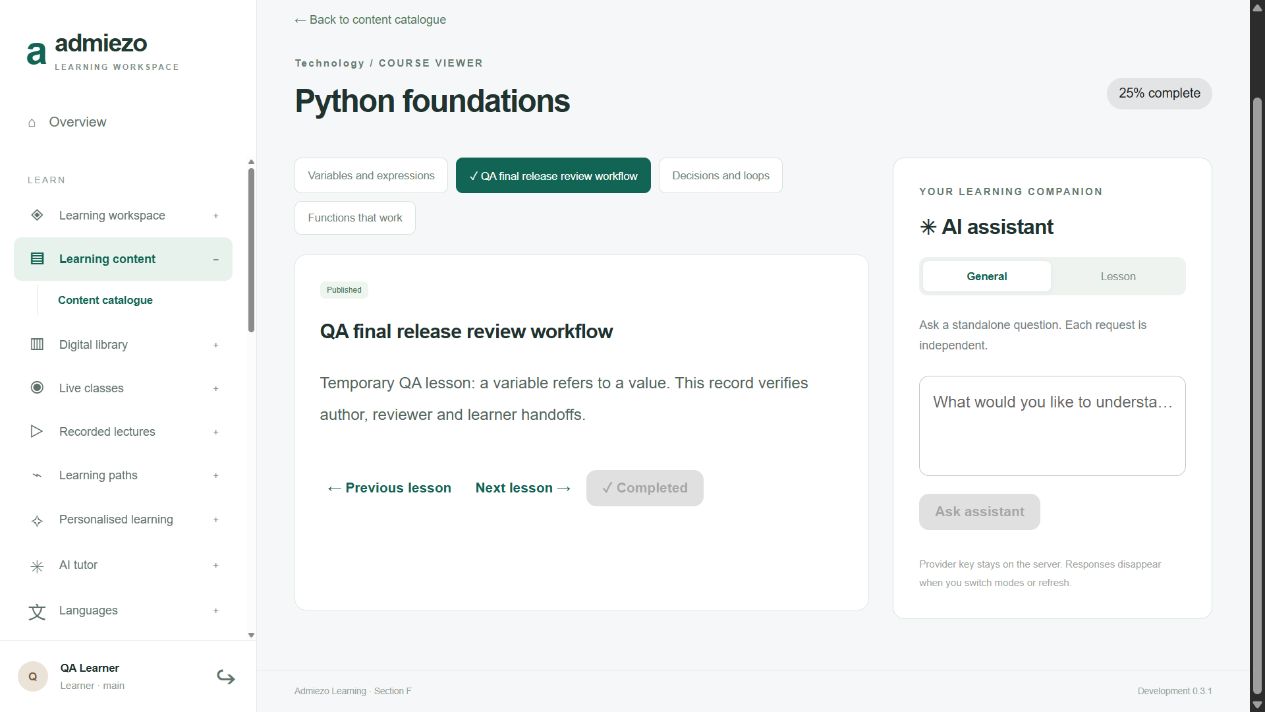 a admiezo
LEARNING WORKSPACE
Overview
LEARN
Learning workspace +
Learning content −
Content catalogue
Digital library +
Live classes +
Recorded lectures +
Learning paths +
Personalised learning +
AI tutor +
文 Languages +
Q QA Learner
Learner · main
← Back to content catalogue
Technology / COURSE VIEWER
Python foundations
25% complete
Variables and expressions
✓ QA final release review workflow
Decisions and loops
Functions that work
Published
QA final release review workflow
Temporary QA lesson: a variable refers to a value. This record verifies
author, reviewer and learner handoffs.
← Previous lesson Next lesson → ✓ Completed
YOUR LEARNING COMPANION
✳ AI assistant
General Lesson
Ask a standalone question. Each request is
independent.
What would you like to understa…
Ask assistant
Provider key stays on the server. Responses disappear
when you switch modes or refresh.
Admiezo Learning · Section F
Development 0.3.1